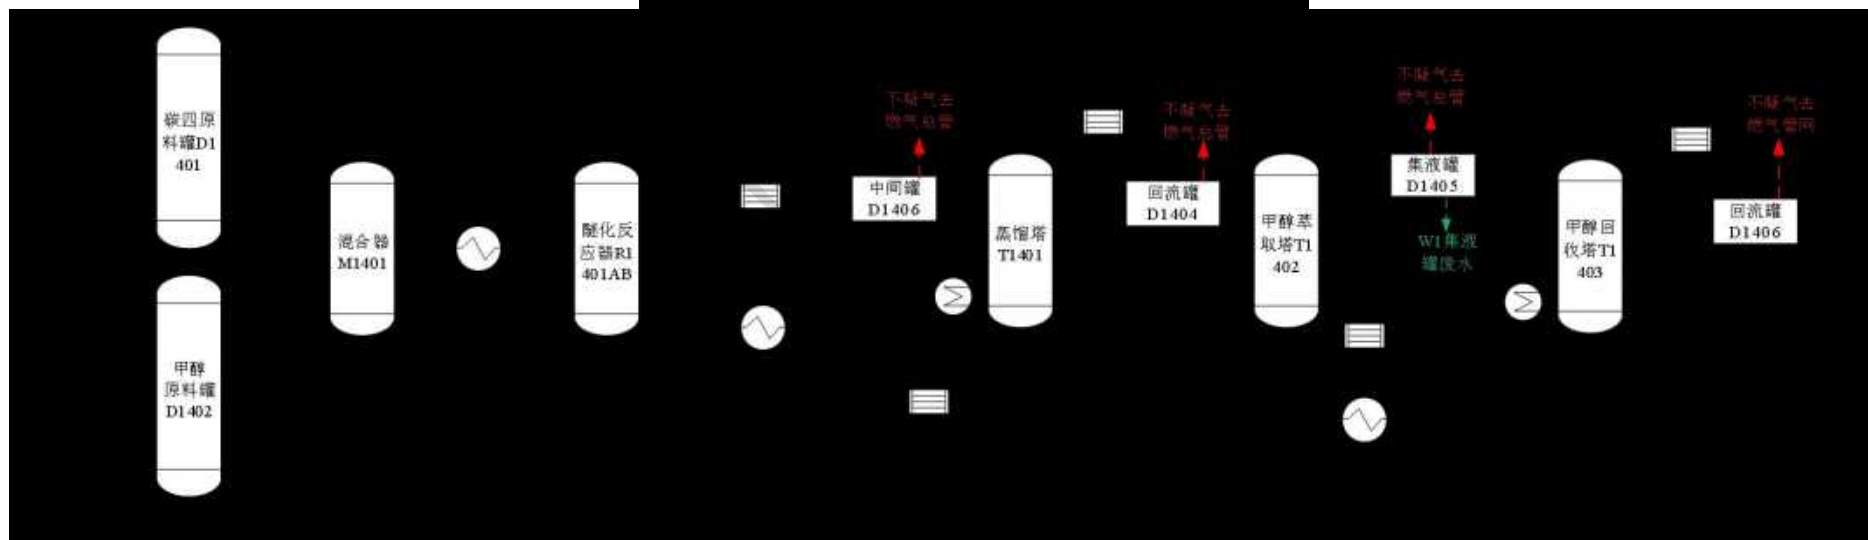 碳四原
料罐D1
401
甲醇
原料罐
D1402
混合器
M1401
醚化反
应器R1
401AB
不凝气去
燃气总管
中间罐
D1406
蒸馏塔
T1401
不凝气去
燃气总管
回流罐
D1404
甲醇萃
取塔T1
402
不凝气去
燃气总管
集液罐
D1405
W1集液
罐废水
甲醇回
收塔T1
403
不凝气去
燃气管网
回流罐
D1406